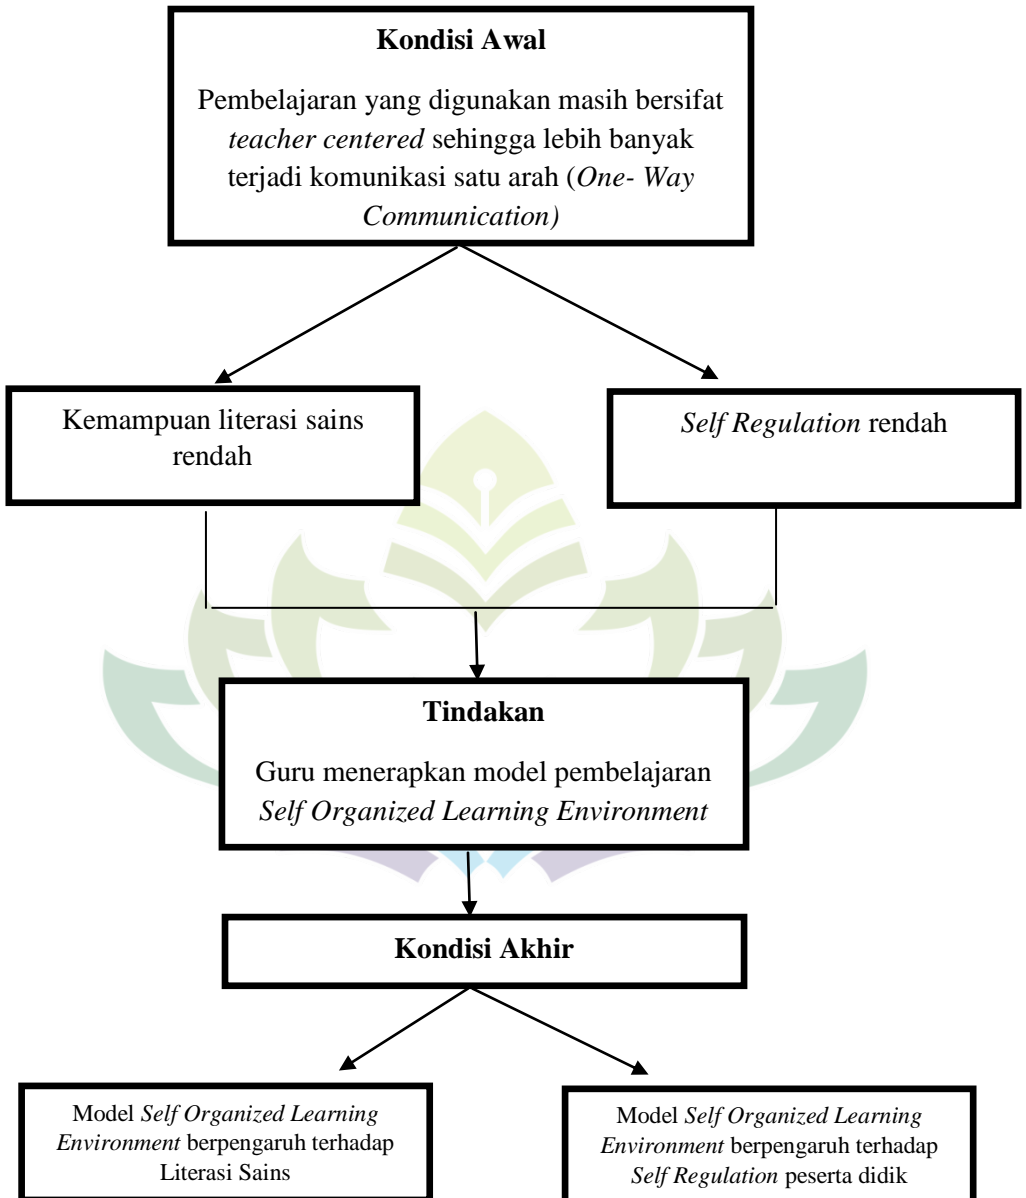 Kondisi Awal
Pembelajaran yang digunakan masih bersifat
teacher centered sehingga lebih banyak
terjadi komunikasi satu arah (One- Way
Communication)
Kemampuan literasi sains
rendah
Self Regulation rendah
Tindakan
Guru menerapkan model pembelajaran
Self Organized Learning Environment
Kondisi Akhir
Model Self Organized Learning
Environment berpengaruh terhadap
Literasi Sains
Model Self Organized Learning
Environment berpengaruh terhadap
Self Regulation peserta didik